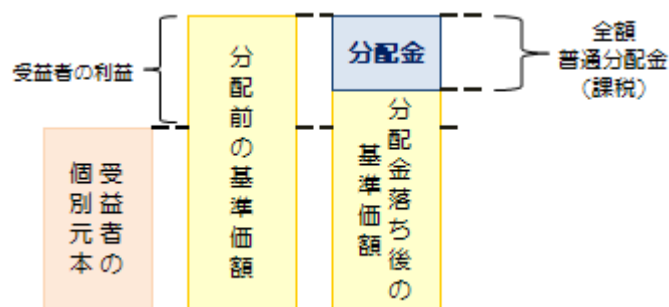 受益者の利益
分配前の基準価額
分配金
全額
普通分配金
(課税)
受益者の
個別元本
分配金落ち後の
基準価額